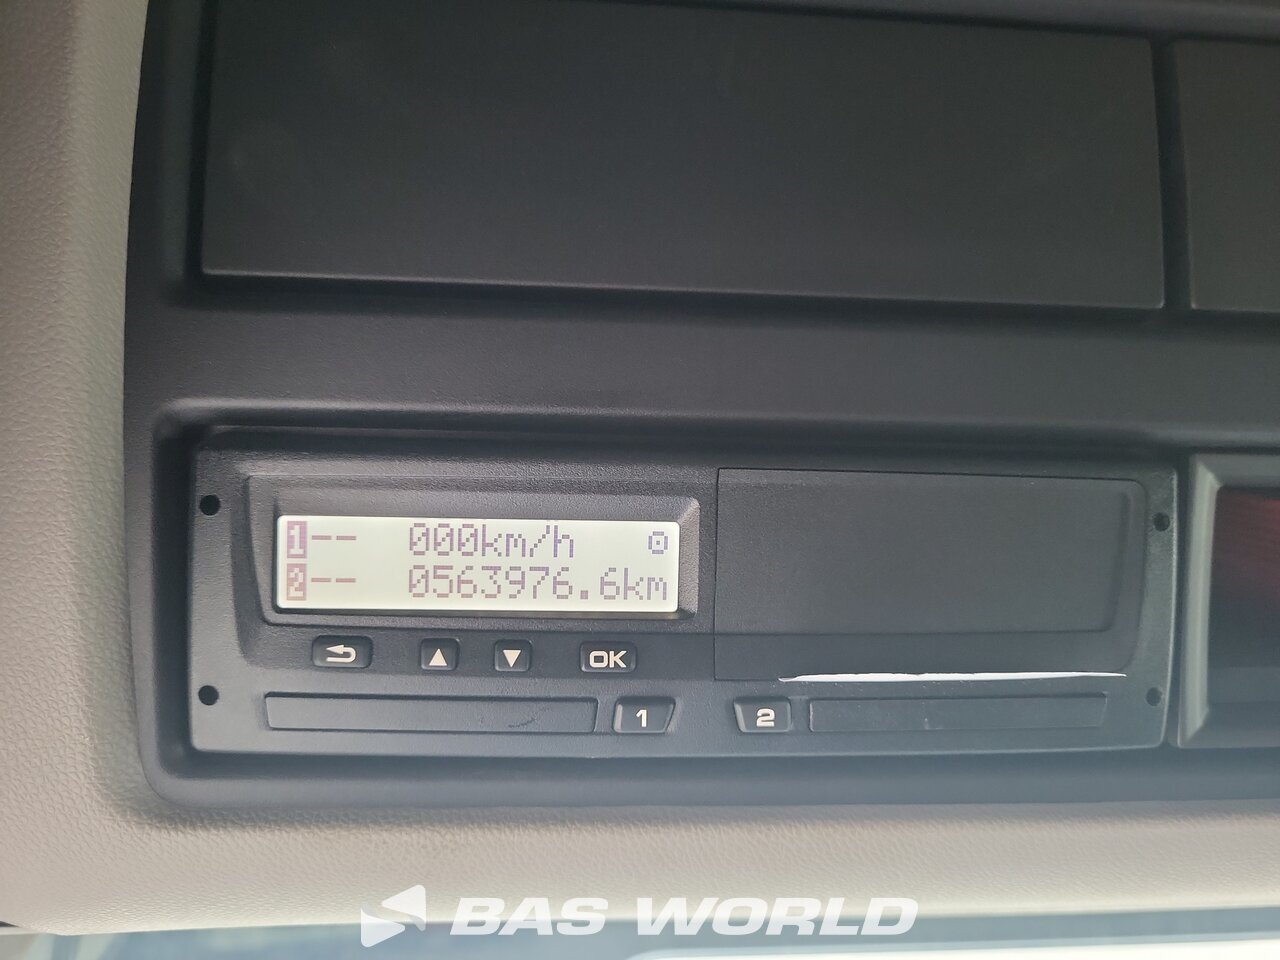 1-- 000km/h
2-- 0563976.6km
▲ ▼ OK
1 2
BAS WORLD